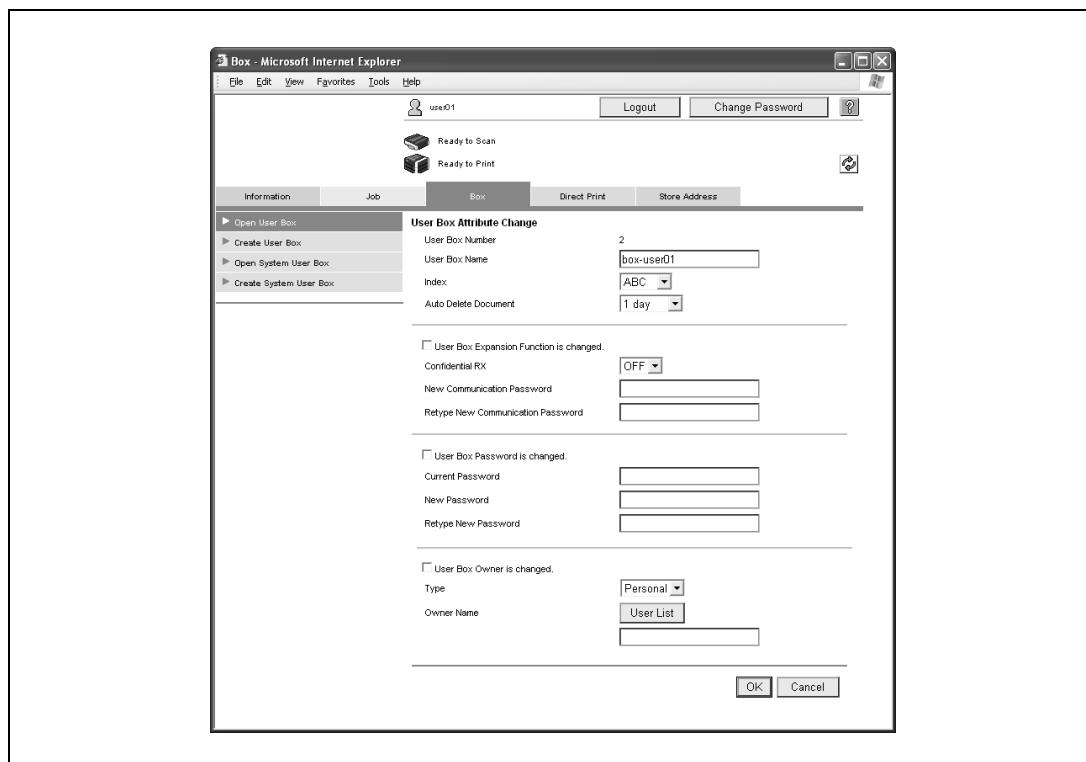 Box - Microsoft Internet Explorer
File Edit View Favorites Tools Help
user01 Logout Change Password ?
Ready to Scan
Ready to Print
Information Job Box Direct Print Store Address
Open User Box
Create User Box
Open System User Box
Create System User Box
User Box Attribute Change
User Box Number 2
User Box Name box-user01
Index ABC
Auto Delete Document 1 day
User Box Expansion Function is changed.
Confidential RX OFF
New Communication Password
Retype New Communication Password
User Box Password is changed.
Current Password
New Password
Retype New Password
User Box Owner is changed.
Type Personal
Owner Name User List
OK Cancel